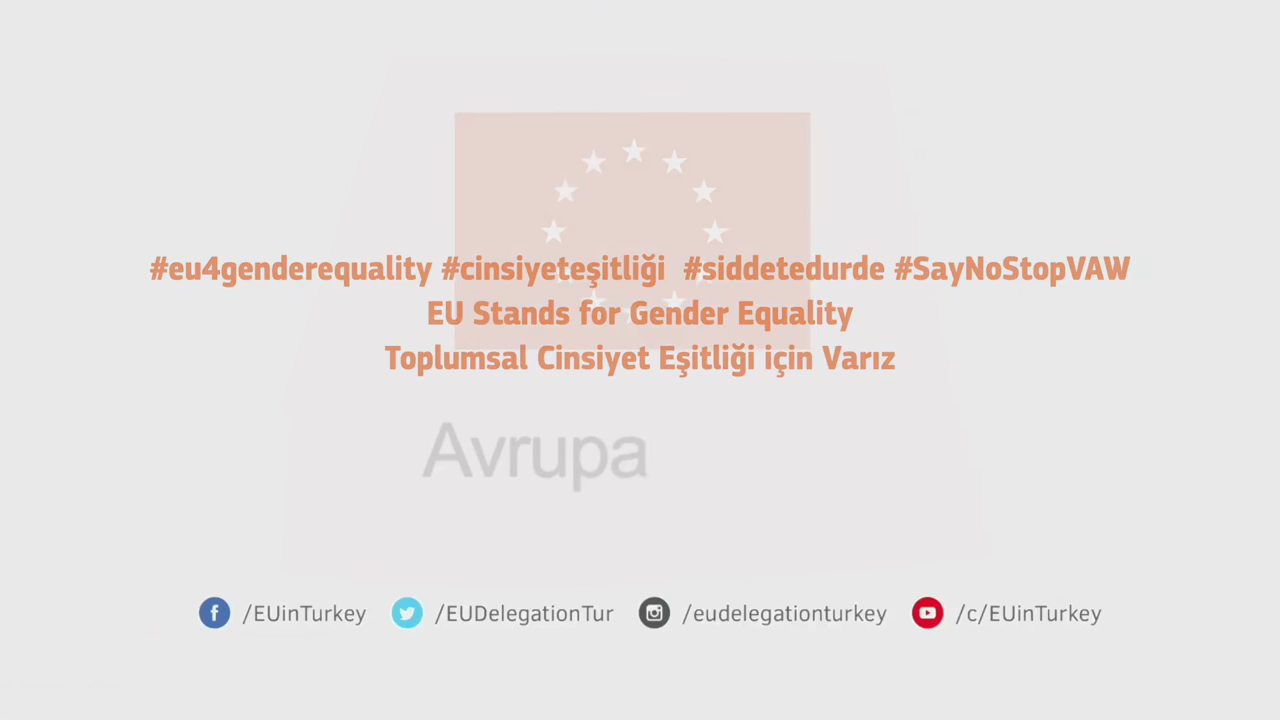 #eu4genderequality #cinsiyeteşitliği #siddetedurde #SayNoStopVAW
EU Stands for Gender Equality
Toplumsal Cinsiyet Eşitliği için Varız
Avrupa
/EUinTurkey /EUDelegationTur /eudelegationturkey /c/EUinTurkey